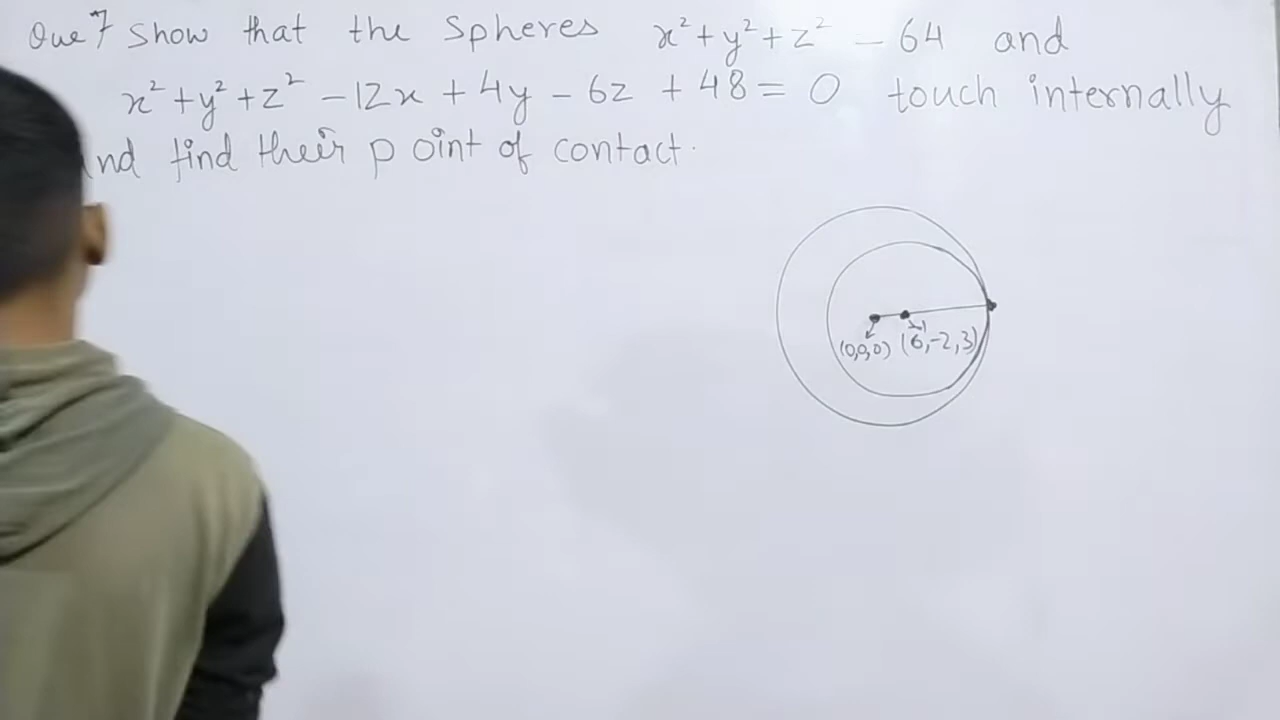 Que 7 Show that the Spheres x² + y² + z² - 64 and
x² + y² + z² - 12x + 4y - 6z + 48 = 0 touch internally
nd find their point of contact.
(0,0,0) (6,-2,3)